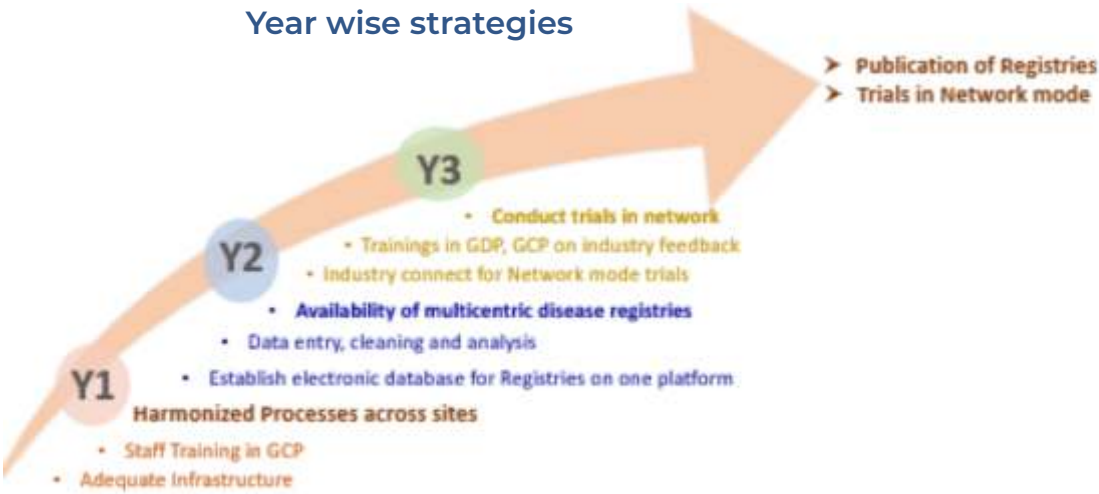 Year wise strategies
➤ Publication of Registries
➤ Trials in Network mode
Y3
• Conduct trials in network
• Trainings in GDP, GCP on industry feedback
• Industry connect for Network mode trials
Y2
• Availability of multicentric disease registries
• Data entry, cleaning and analysis
• Establish electronic database for Registries on one platform
Y1
Harmonized Processes across sites
• Staff Training in GCP
• Adequate Infrastructure